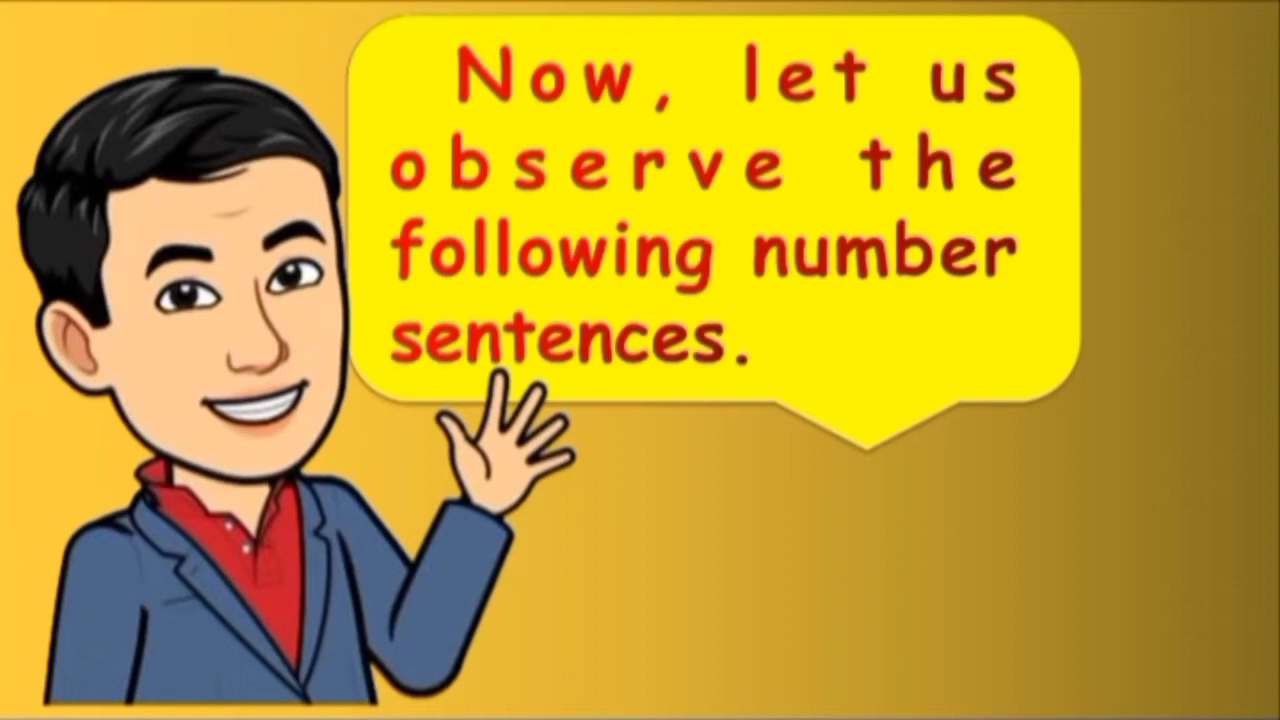 Now, let us
observe the
following number
sentences.